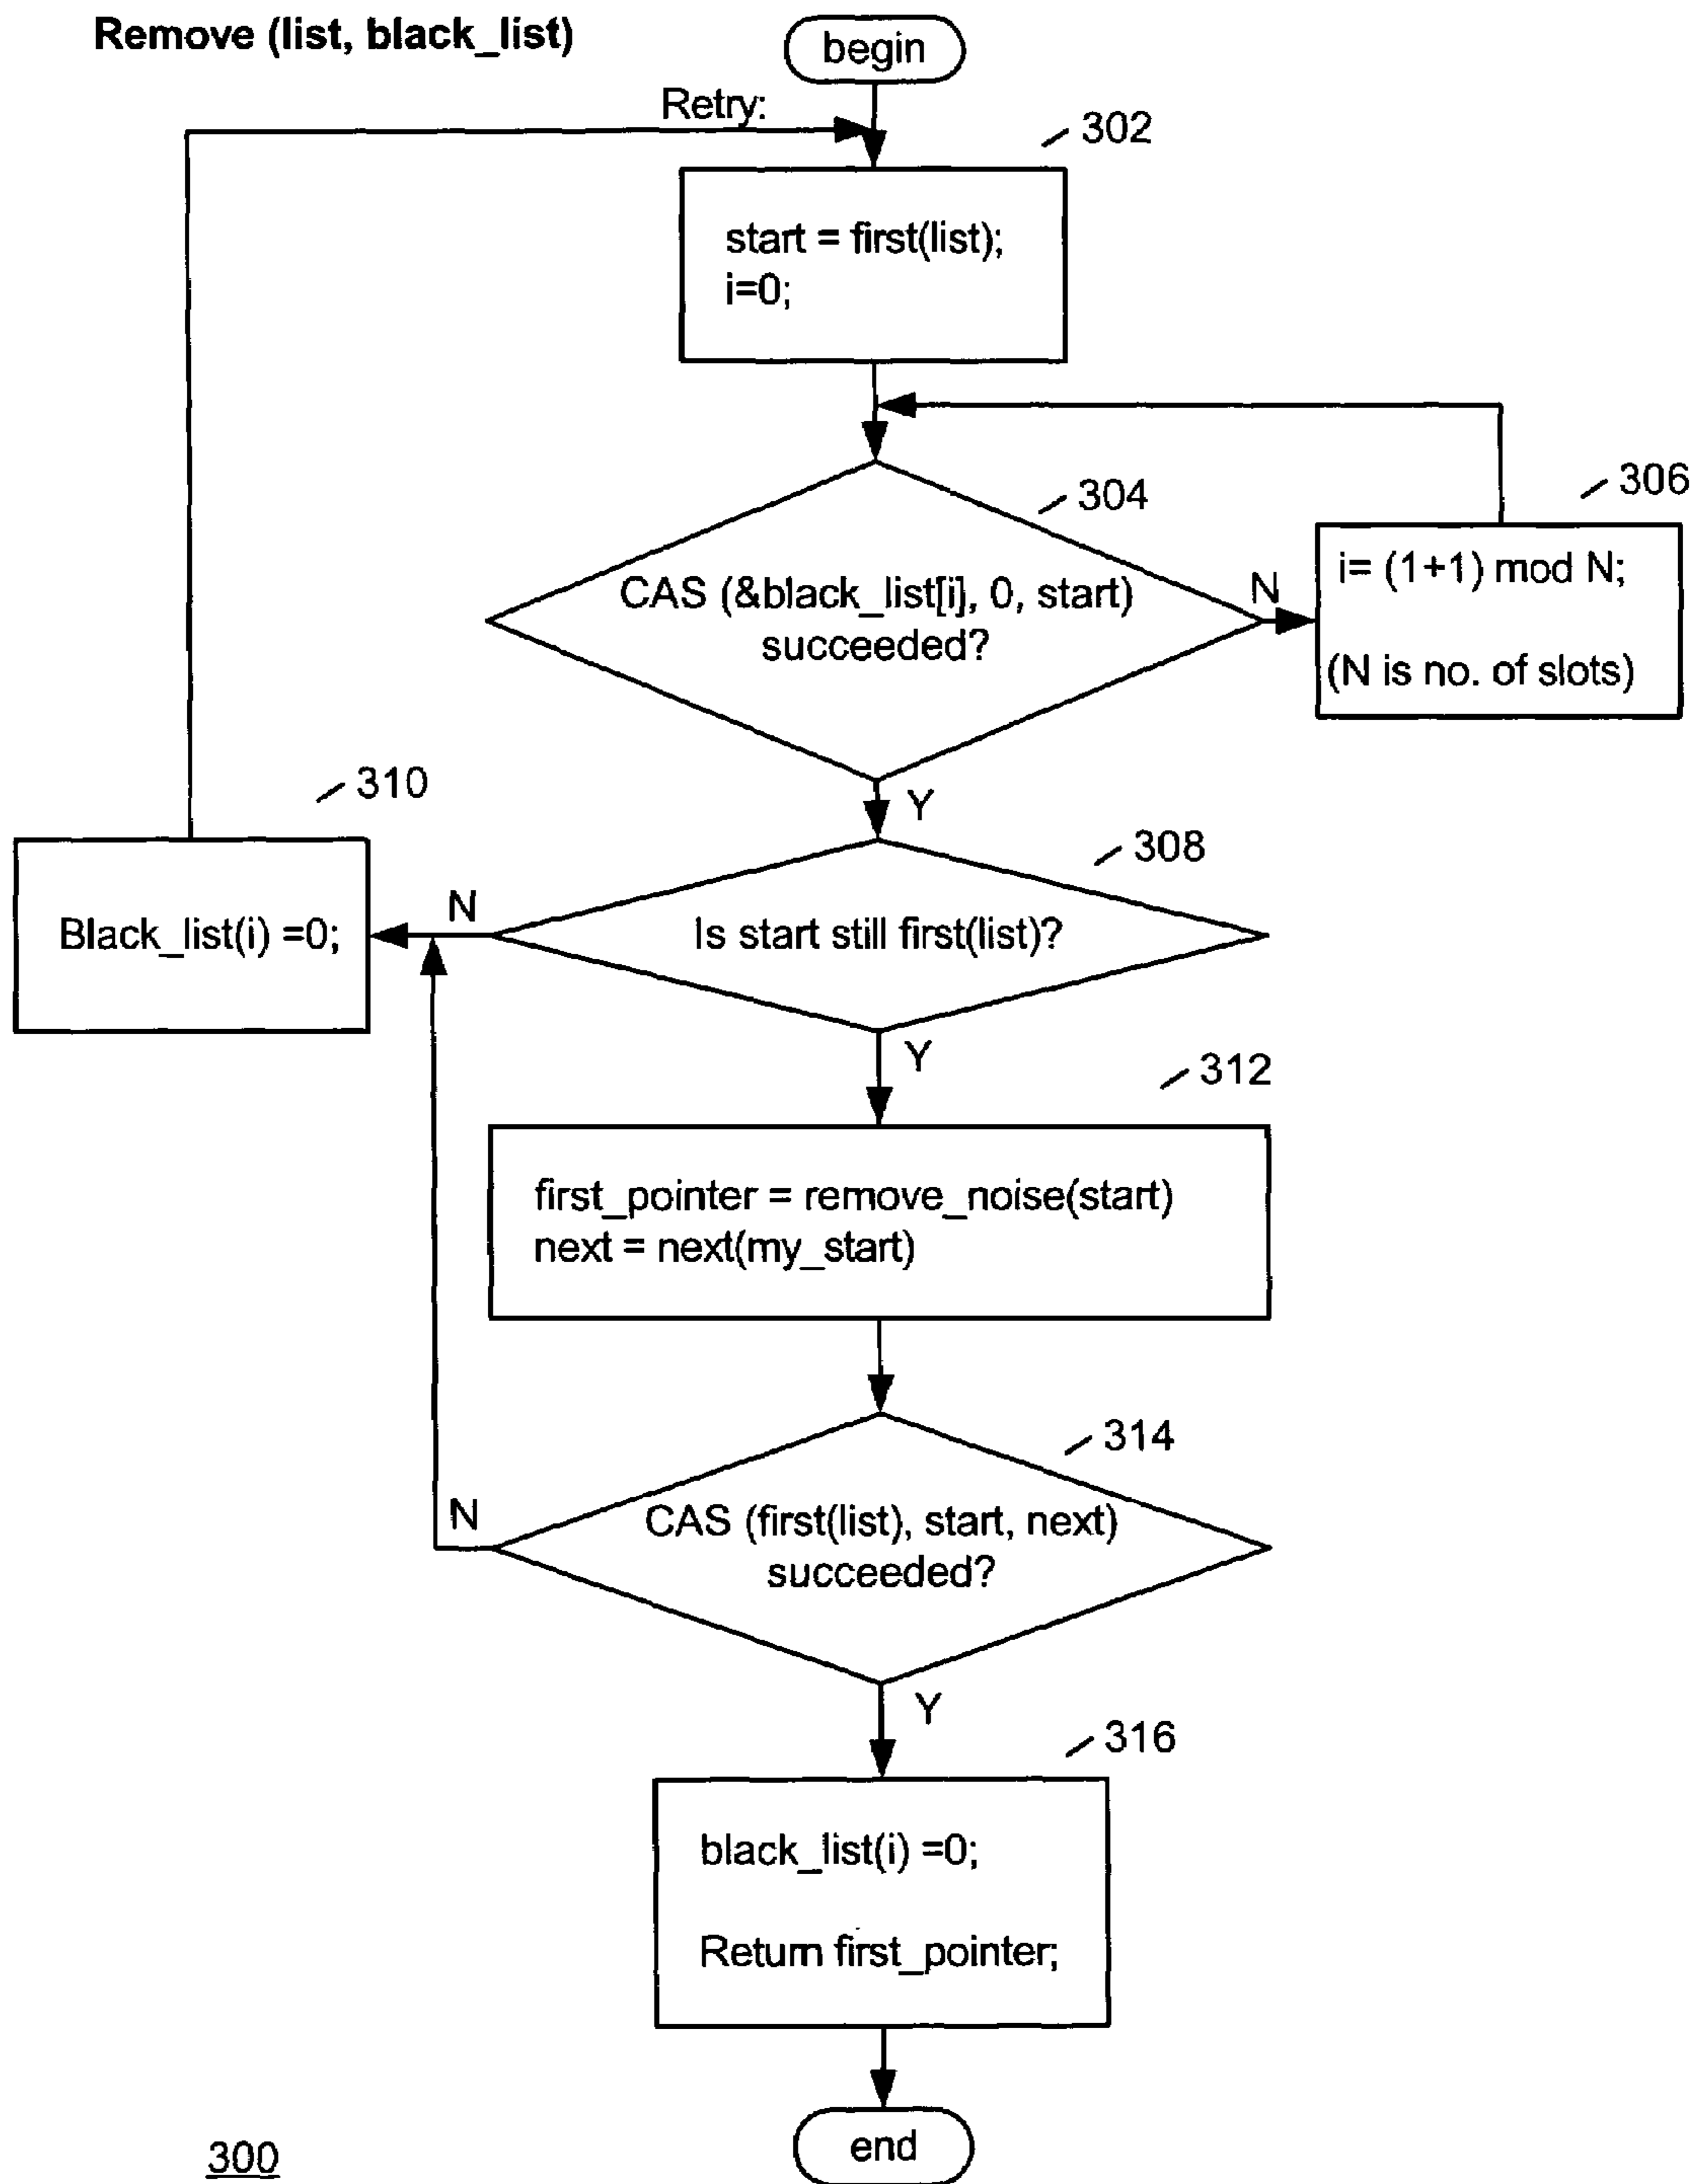 Remove (list, black_list)
begin
Retry:
302
start = first(list);
i=0;
304
306
CAS (&black_list[i], 0, start)
succeeded?
N
i= (1+1) mod N;
(N is no. of slots)
Y
310
308
Black_list(i) =0;
N
Is start still first(list)?
Y
312
first_pointer = remove_noise(start)
next = next(my_start)
314
N
CAS (first(list), start, next)
succeeded?
Y
316
black_list(i) =0;
Return first_pointer;
end
300